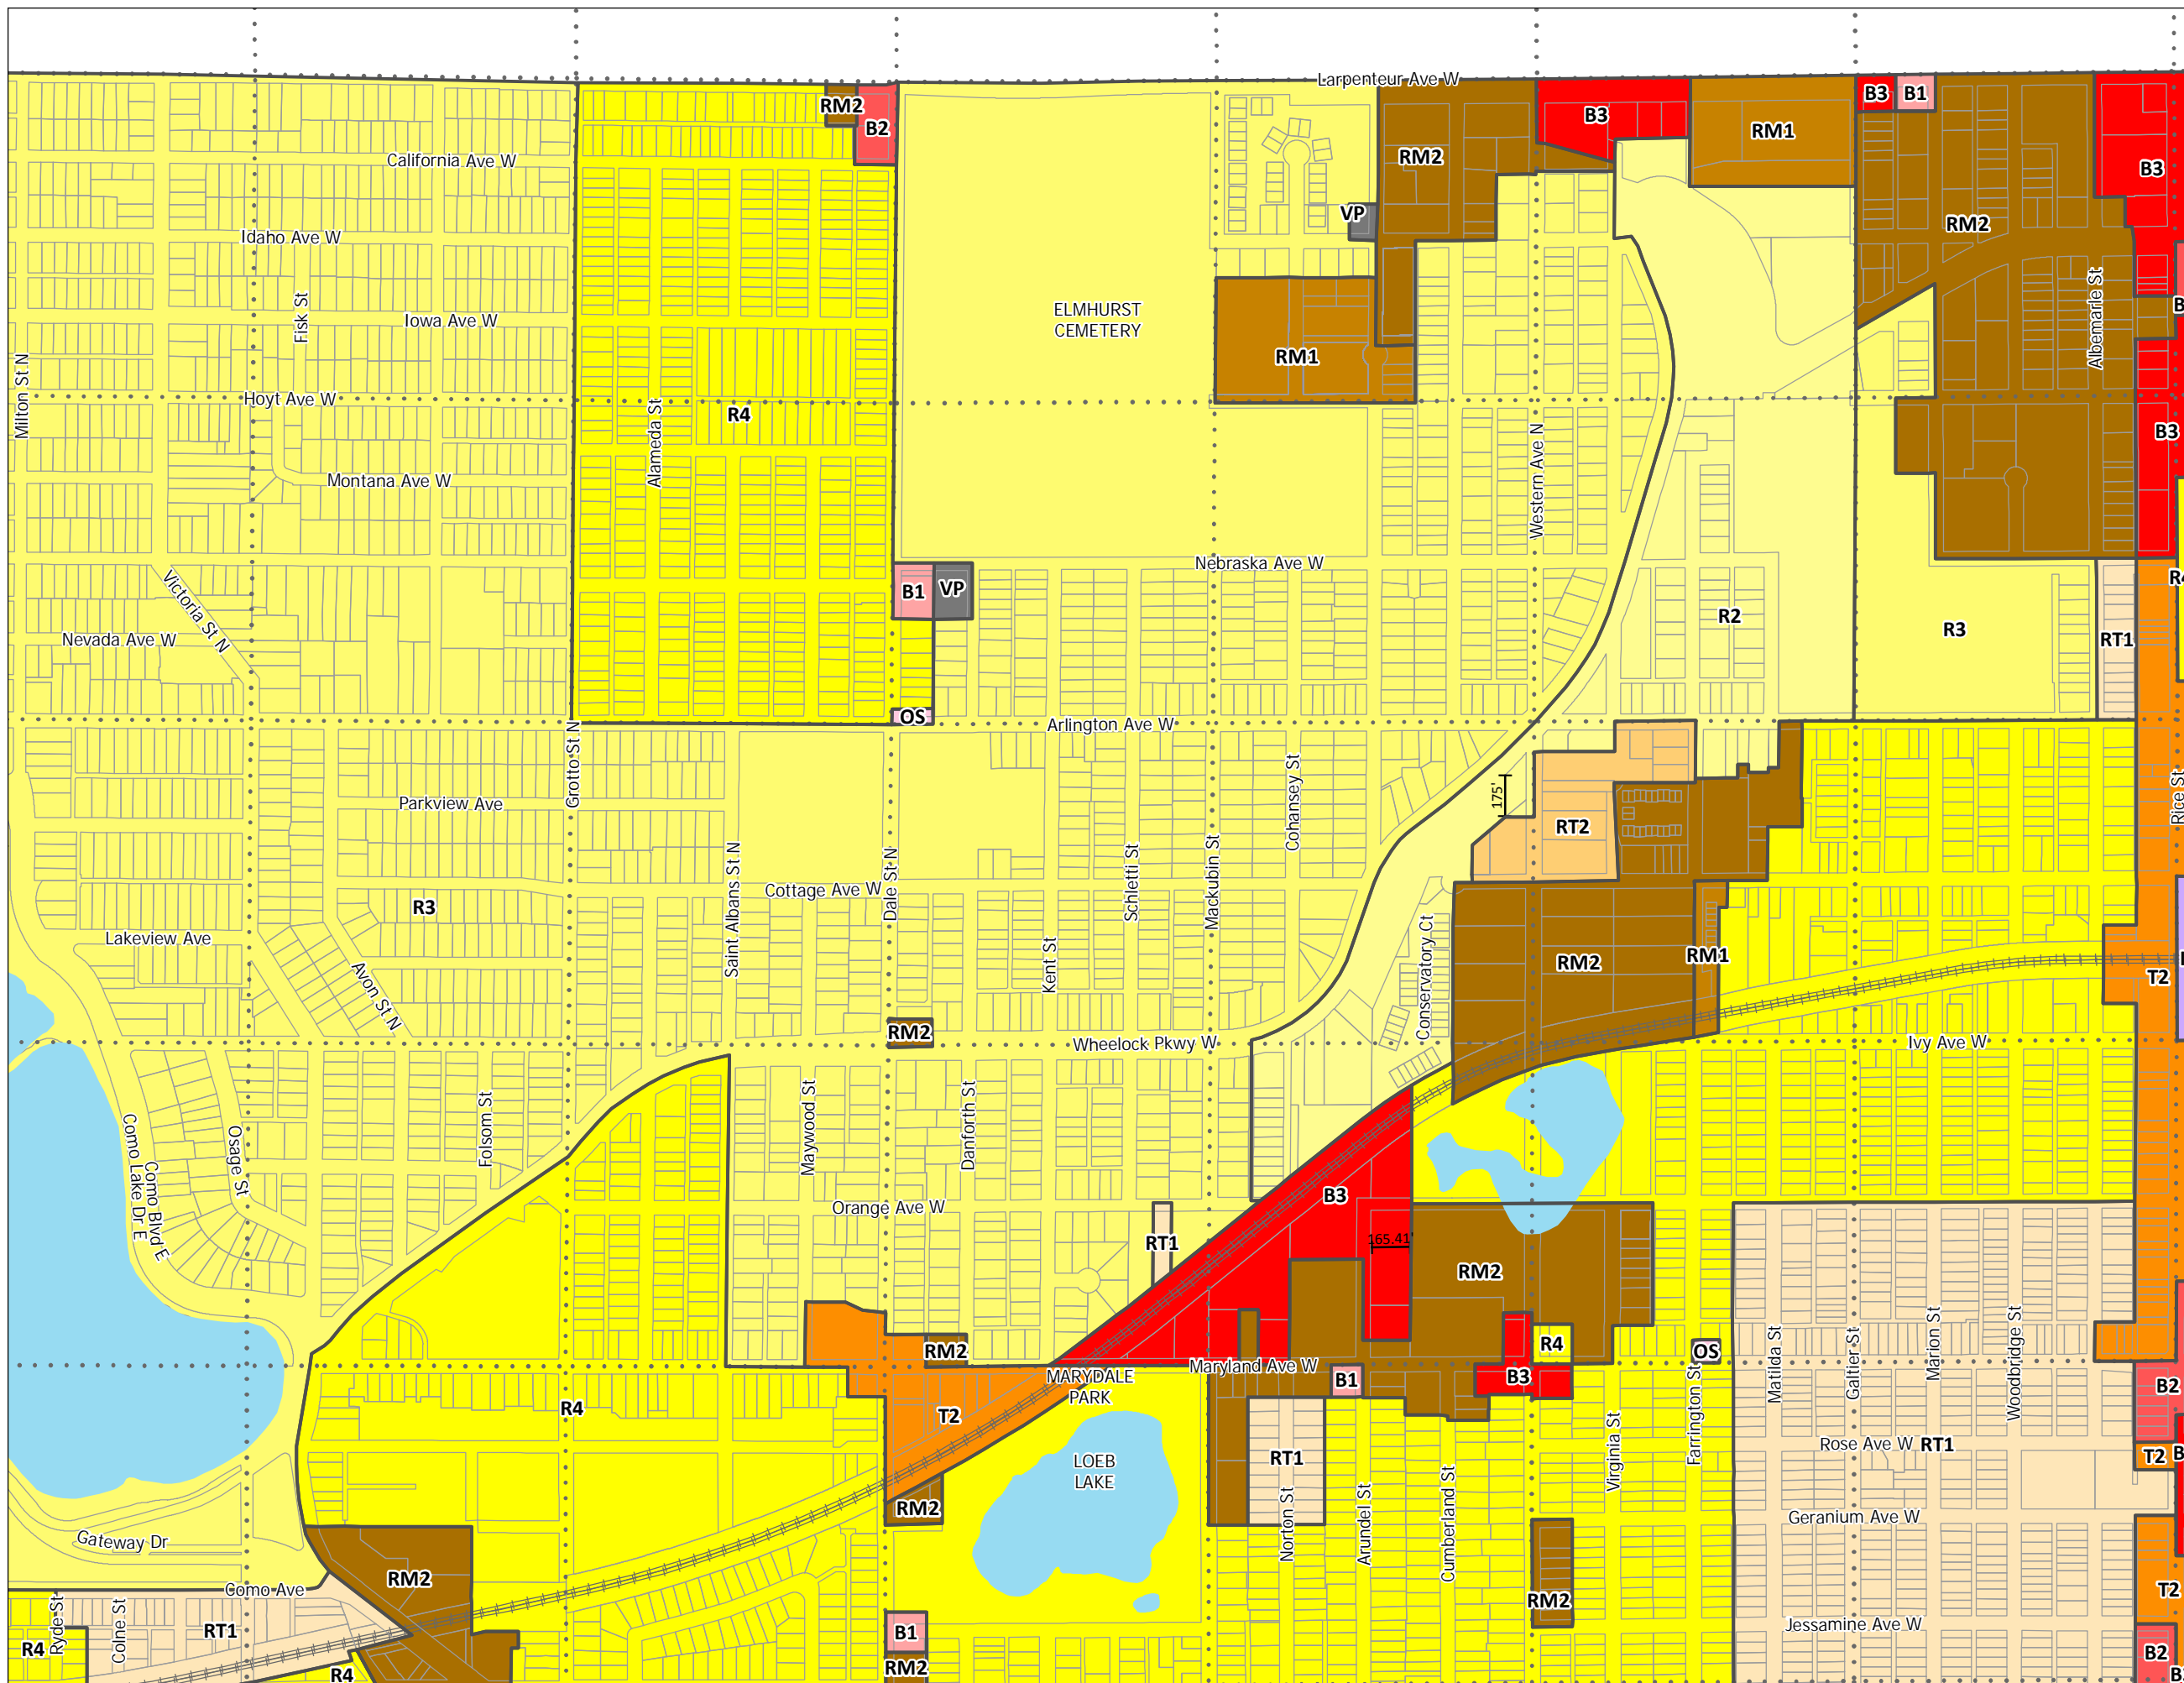 Larpenteur Ave W
RM2
B2
B3
RM1
B3
B1
California Ave W
RM2
B3
VP
RM2
Idaho Ave W
Fisk St
Iowa Ave W
ELMHURST
CEMETERY
Albemarle St
RM1
Milton St N
Hoyt Ave W
Alameda St
R4
Western Ave N
B3
Montana Ave W
Nebraska Ave W
Victoria St N
B1
VP
R2
R3
RT1
Nevada Ave W
OS
Arlington Ave W
Grotto St N
Parkview Ave
175'
Cohansey St
RT2
Rice St
Saint Albans St N
Cottage Ave W
Dale St N
Schletti St
Mackubin St
R3
Lakeview Ave
Avon St N
Kent St
Conservatory Ct
RM2
RM1
T2
RM2
Wheelock Pkwy W
Ivy Ave W
Como Lake Dr E
Como Blvd E
Osage St
Folsom St
Maywood St
Danforth St
Orange Ave W
RT1
B3
165.41'
RM2
RM2
R4
OS
Maryland Ave W
MARYDALE
PARK
B1
B3
Matilda St
Galtier St
Marion St
Woodbridge St
B2
R4
T2
Virginia St
Farrington St
Rose Ave W
RT1
T2
LOEB
LAKE
RT1
Norton St
Arundel St
Cumberland St
RM2
Geranium Ave W
Gateway Dr
RM2
Como Ave
RM2
T2
Ryde St
Colne St
RT1
B1
Jessamine Ave W
R4
R4
RM2
B2